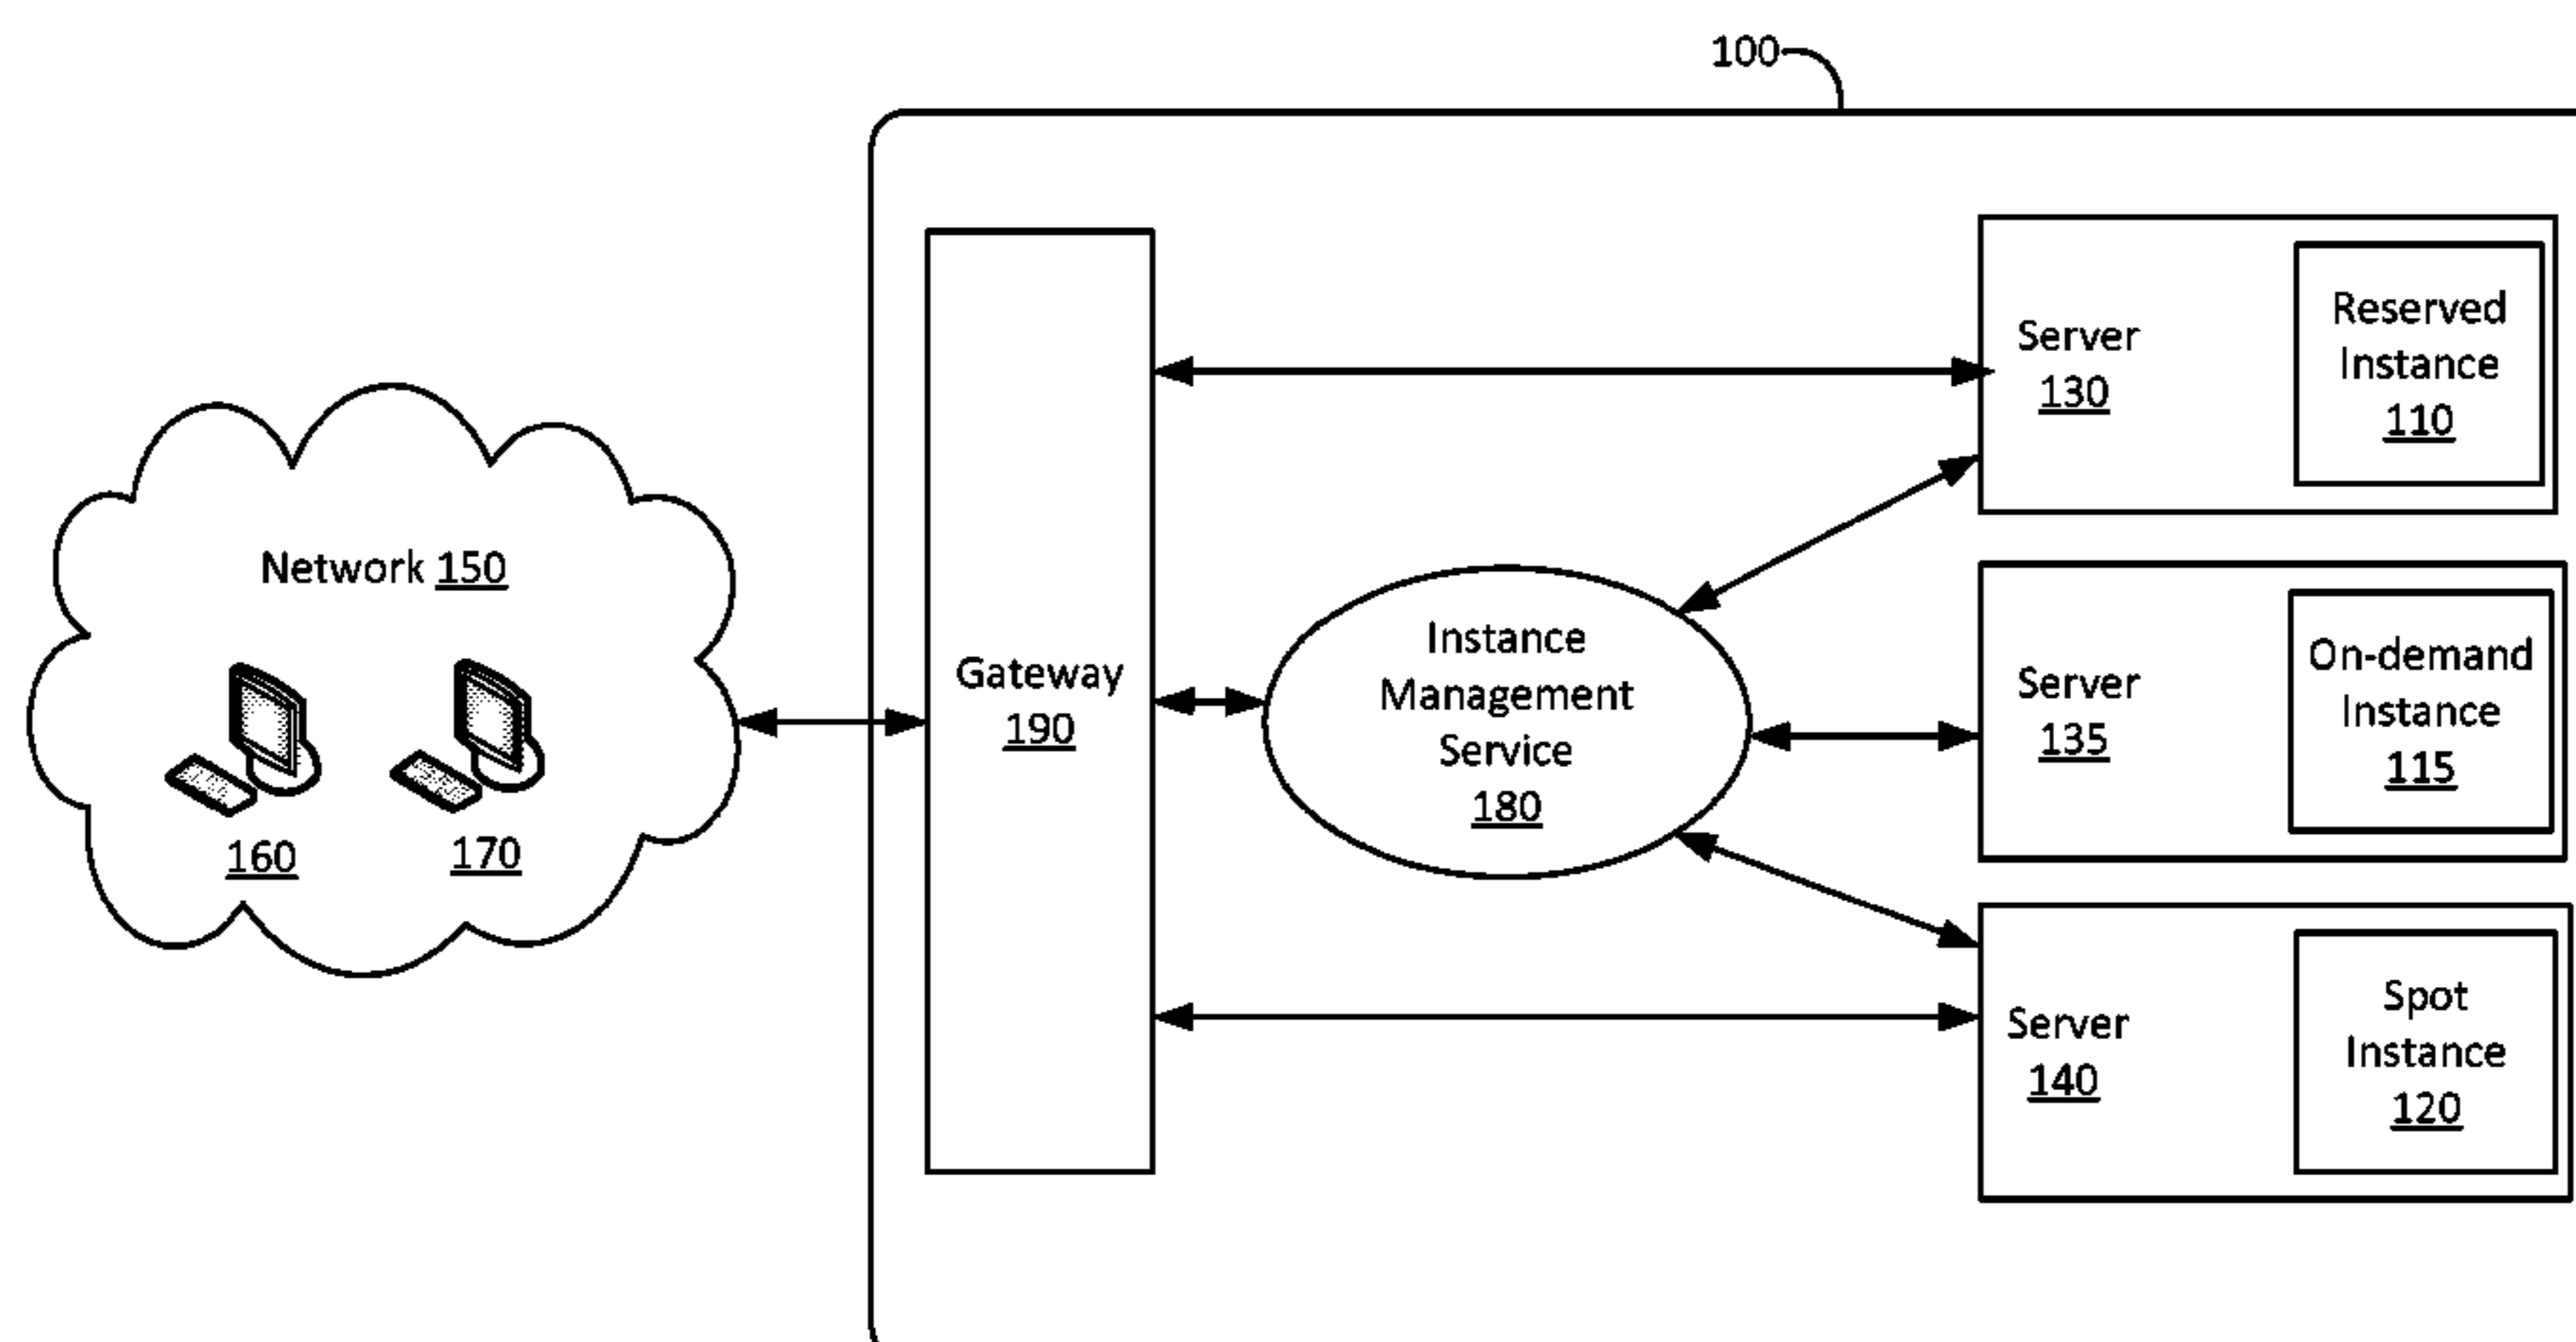 100
Network 150
160
170
Gateway
190
Instance
Management
Service
180
Server
130
Reserved
Instance
110
Server
135
On-demand
Instance
115
Server
140
Spot
Instance
120